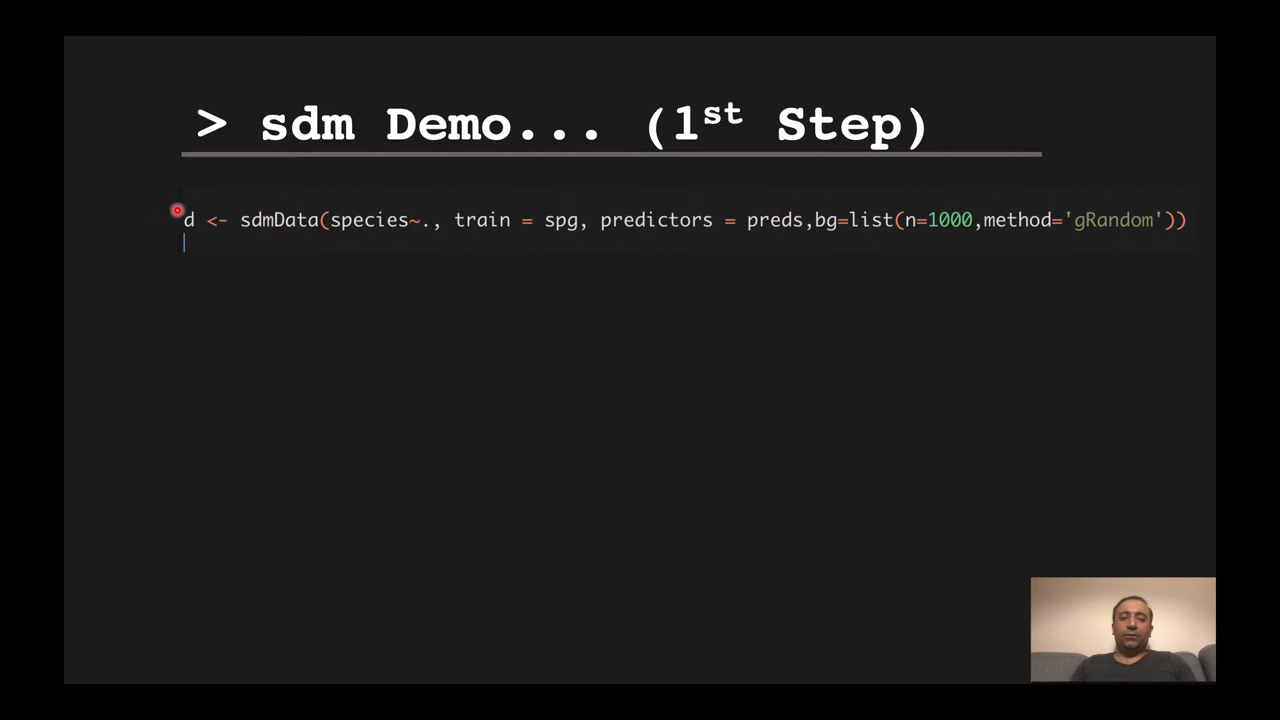 > sdm Demo... (1st Step)
d <- sdmData(species~., train = spg, predictors = preds,bg=list(n=1000,method='gRandom'))